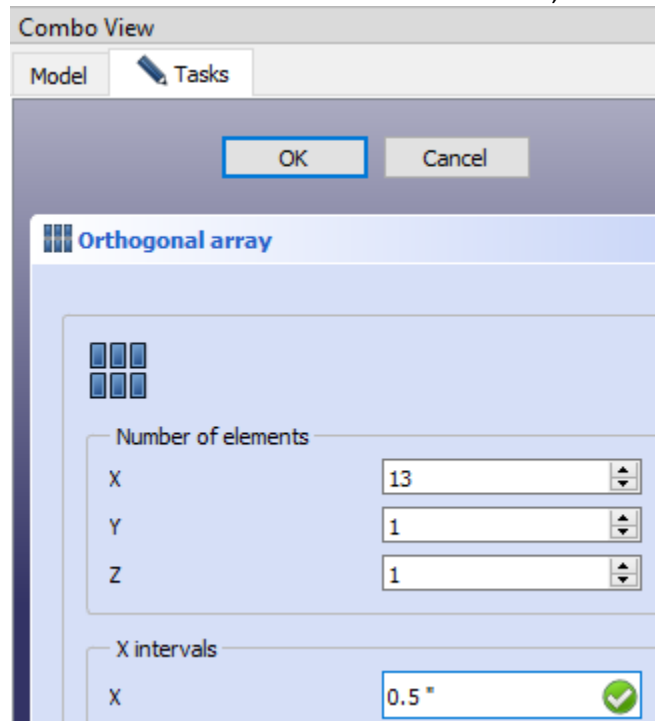 Combo View
Model
Tasks
OK
Cancel
Orthogonal array
Number of elements
X
13
Y
1
Z
1
X intervals
X
0.5 "